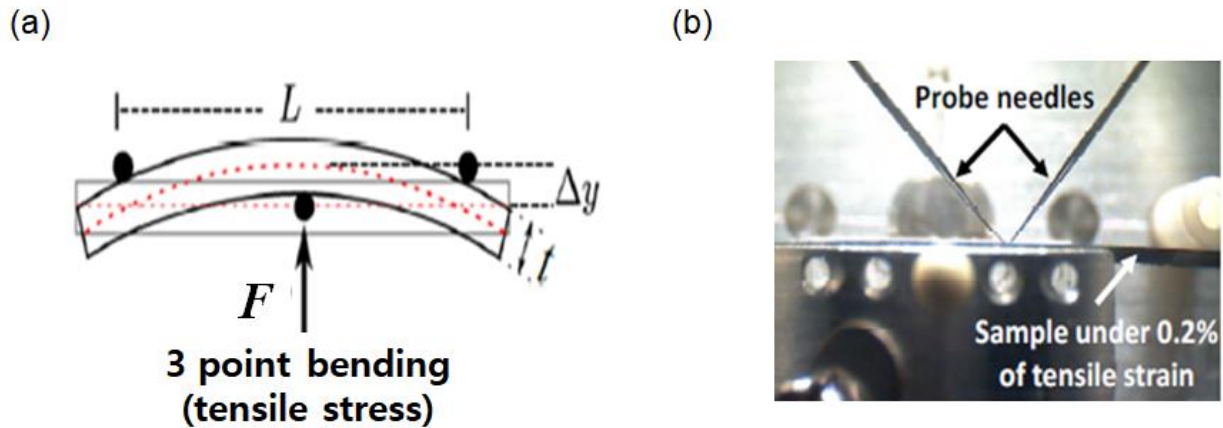 (a)
(b)
L
Δy
t
F
3 point bending
(tensile stress)
Probe needles
Sample under 0.2%
of tensile strain